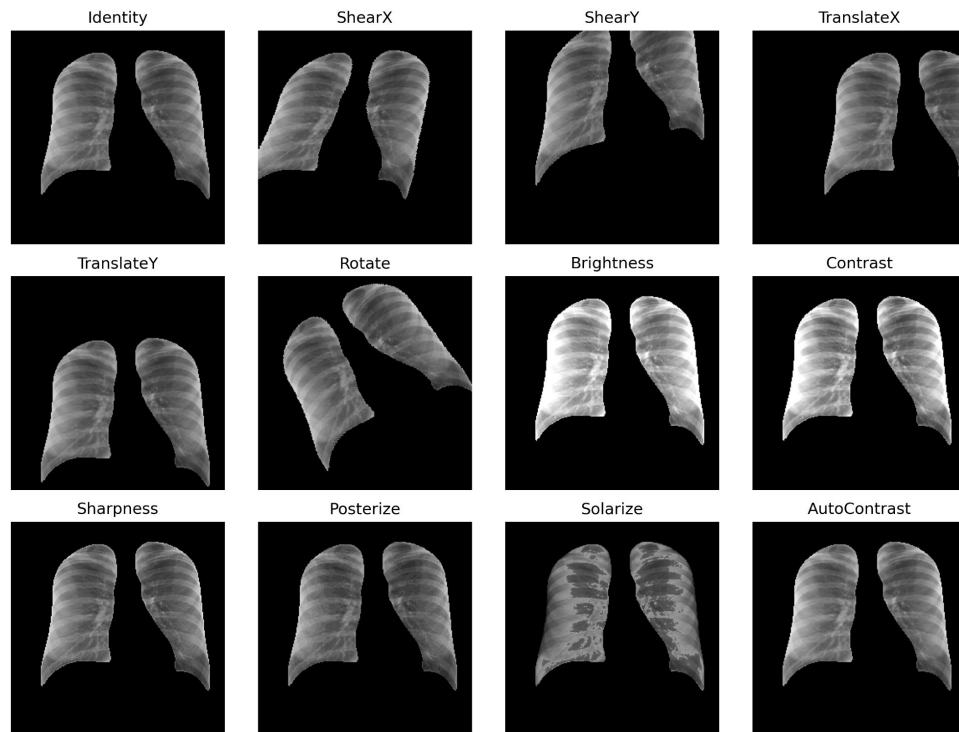 Identity
ShearX
ShearY
TranslateX
TranslateY
Rotate
Brightness
Contrast
Sharpness
Posterize
Solarize
AutoContrast